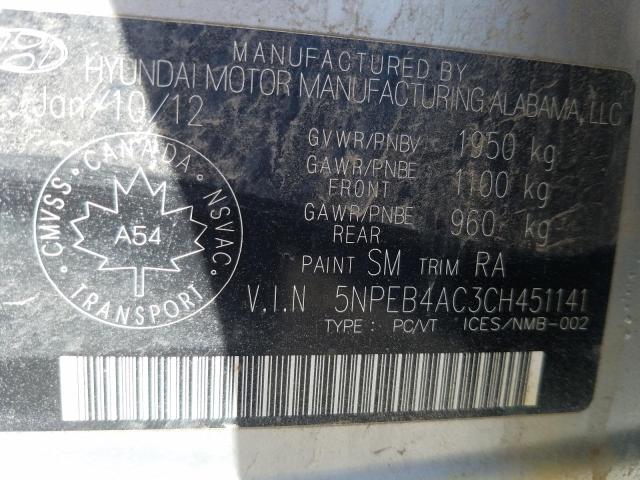 MANUFACTURED BY
HYUNDAI MOTOR MANUFACTURING ALABAMA, LLC
Jan/10/12
GVWR/PNBV 1950 kg
GAWR/PNBE FRONT 1100 kg
GAWR/PNBE REAR 960 kg
CANADA
CMVSS NSVAC
A54
TRANSPORT
PAINT SM TRIM RA
V.I.N 5NPEB4AC3CH451141
TYPE: PC/VT ICES/NMB-002